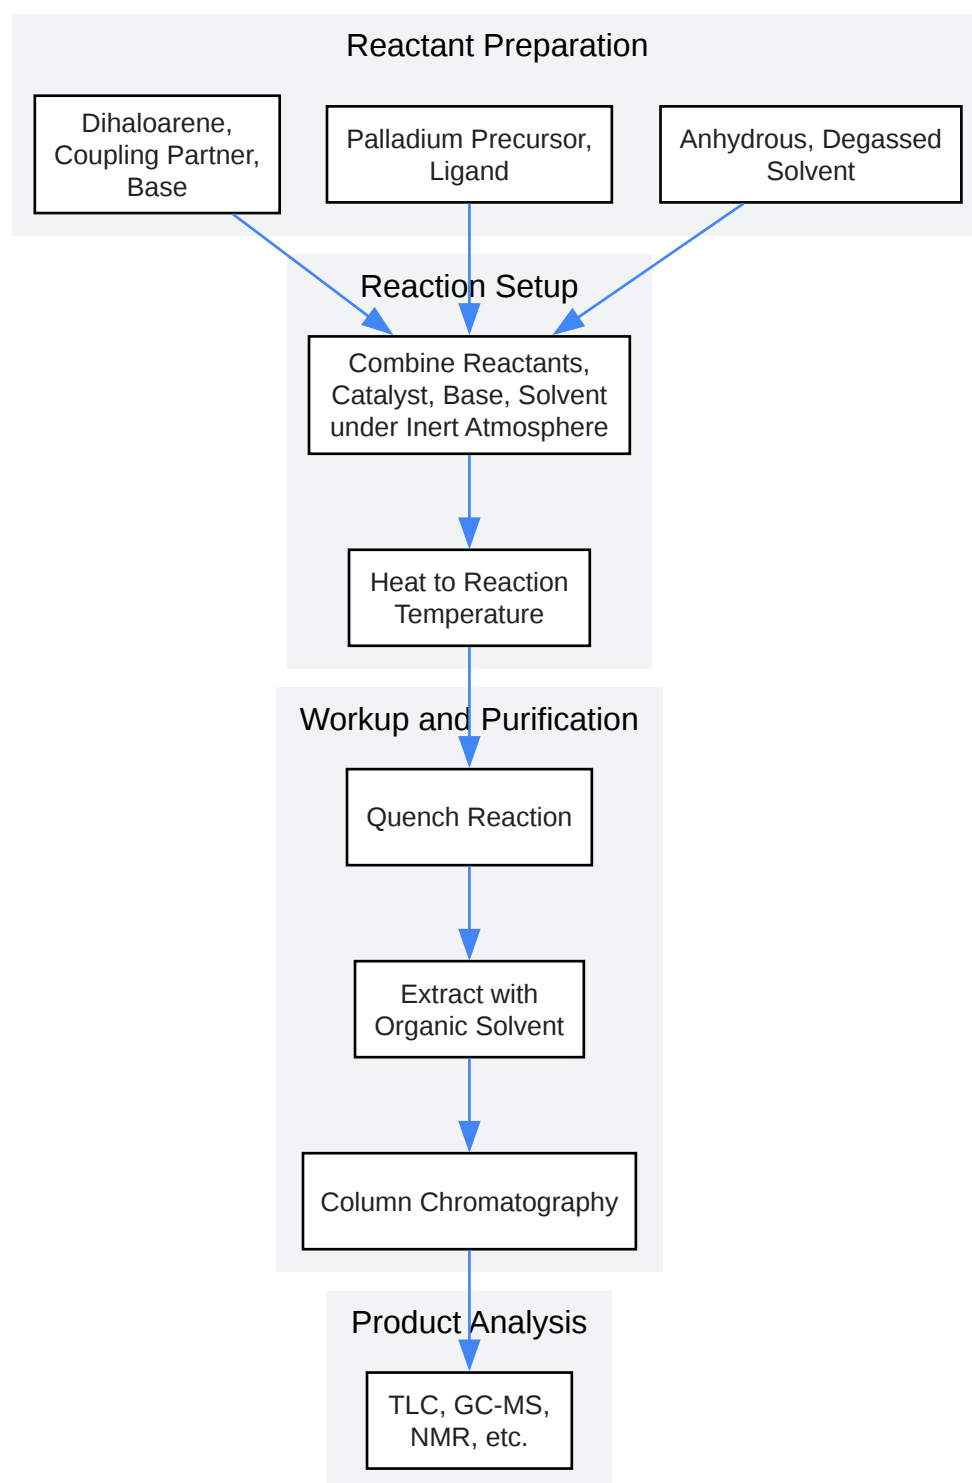 Reactant Preparation
Dihaloarene,
Coupling Partner,
Base
Palladium Precursor,
Ligand
Anhydrous, Degassed
Solvent
Reaction Setup
Combine Reactants,
Catalyst, Base, Solvent
under Inert Atmosphere
Heat to Reaction
Temperature
Workup and Purification
Quench Reaction
Extract with
Organic Solvent
Column Chromatography
Product Analysis
TLC, GC-MS,
NMR, etc.